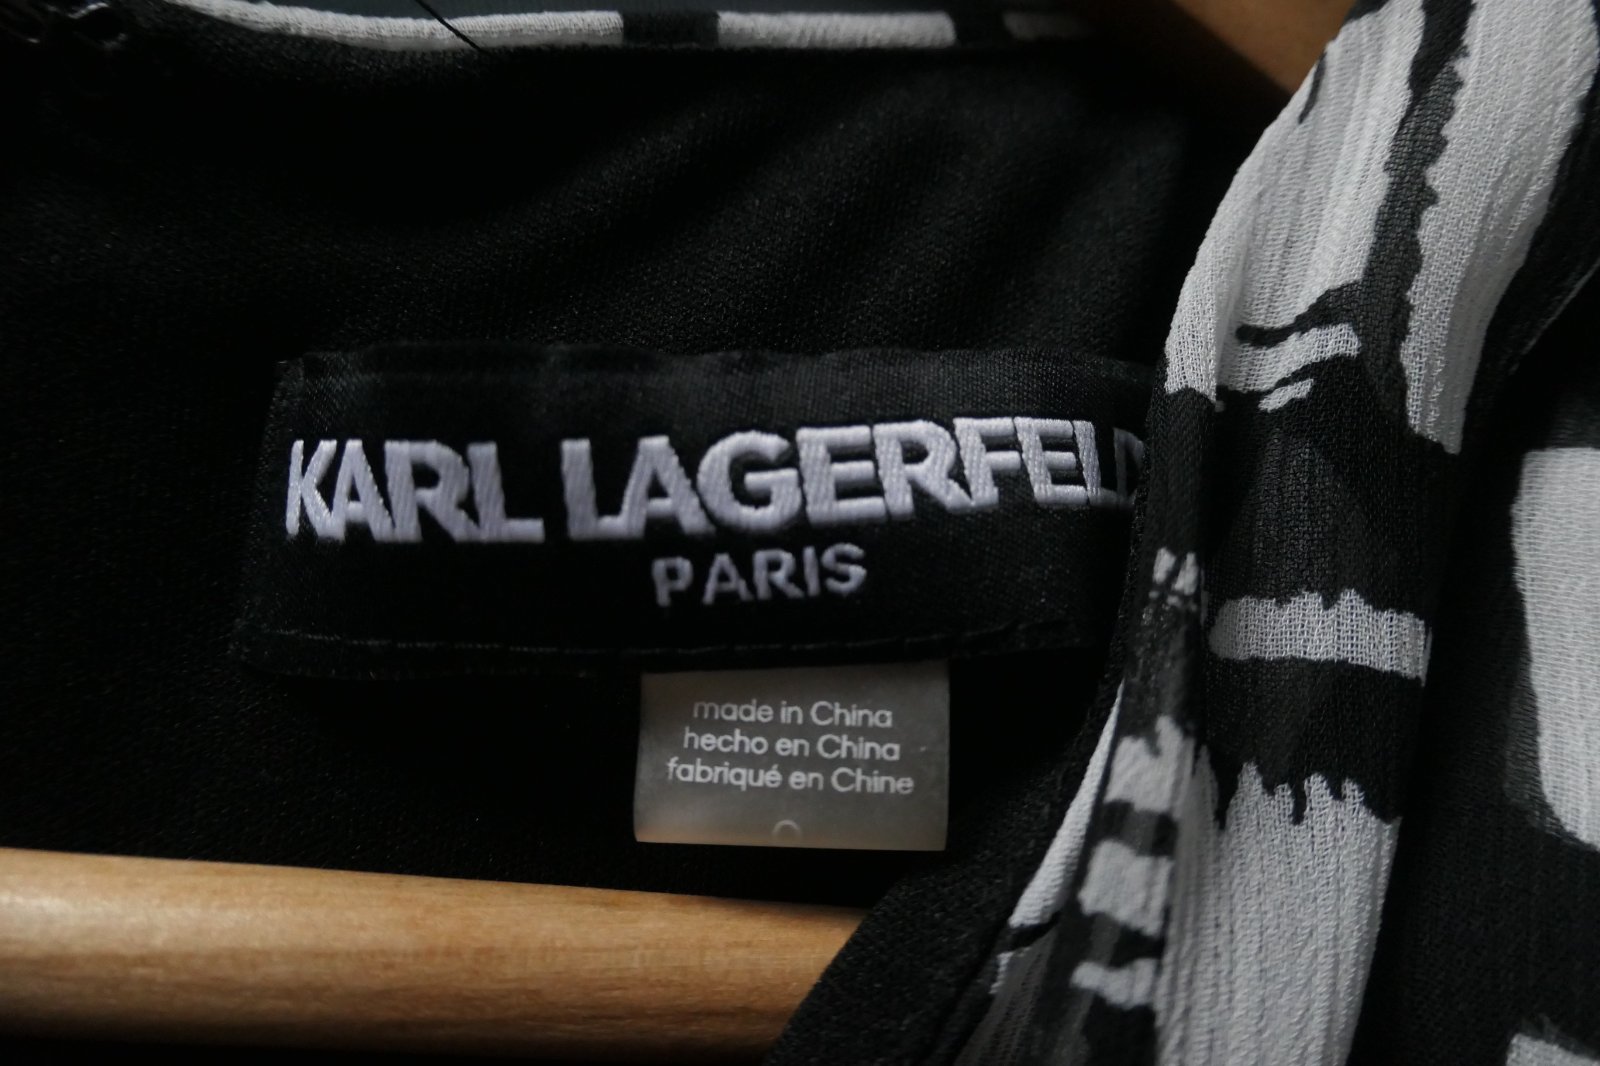 KARL LAGERFELD
PARIS
made in China
hecho en China
fabriqué en Chine